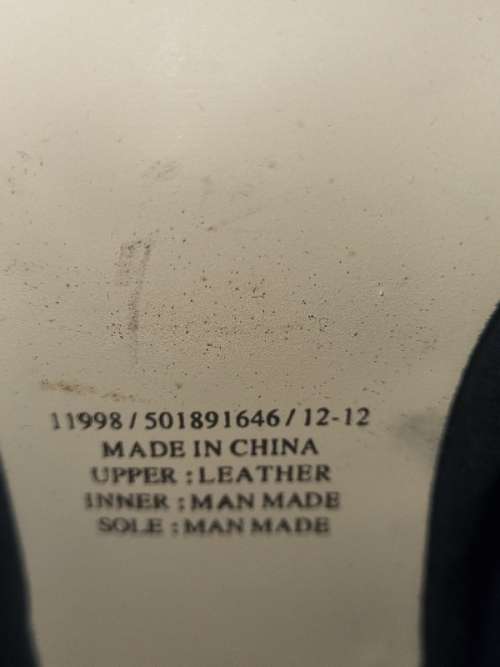 11998 / 501891646 / 12-12
MADE IN CHINA
UPPER : LEATHER
INNER : MAN MADE
SOLE : MAN MADE